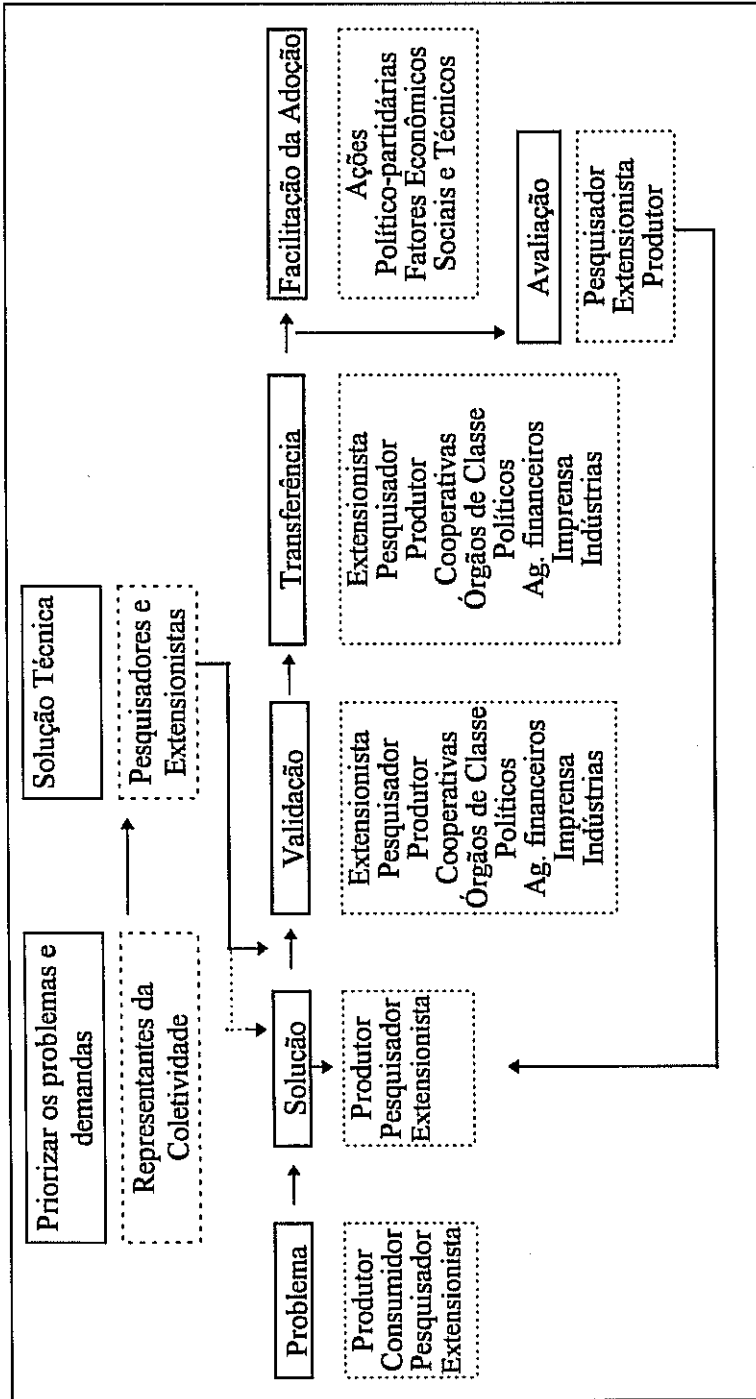 Priorizar os problemas e
demandas
Representantes da
Coletividade
Solução Técnica
Pesquisadores e
Extensionistas
Problema
Produtor
Consumidor
Pesquisador
Extensionista
Solução
Produtor
Pesquisador
Extensionista
Validação
Extensionista
Pesquisador
Produtor
Cooperativas
Órgãos de Classe
Políticos
Ag. financeiros
Imprensa
Indústrias
Transferência
Extensionista
Pesquisador
Produtor
Cooperativas
Órgãos de Classe
Políticos
Ag. financeiros
Imprensa
Indústrias
Facilitação da Adoção
Ações
Político-partidárias
Fatores Econômicos
Sociais e Técnicos
Avaliação
Pesquisador
Extensionista
Produtor